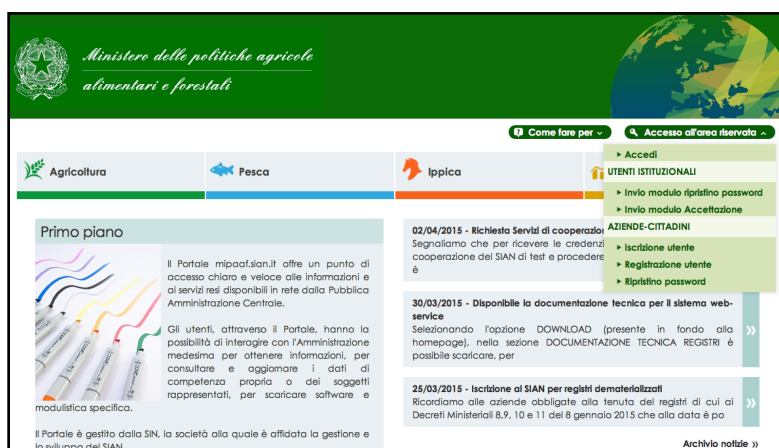 Ministero delle politiche agricole
alimentari e forestali
Come fare per
Accesso all'area riservata
Agricoltura
Pesca
Ippica
Accedi
UTENTI ISTITUZIONALI
Invio modulo ripristino password
Invio modulo Accettazione
AZIENDE-CITTADINI
Iscrizione utente
Registrazione utente
Ripristino password
Primo piano
Il Portale mipaaf.sian.it offre un punto di
accesso chiaro e veloce alle informazioni e
ai servizi resi disponibili in rete dalla Pubblica
Amministrazione Centrale.
Gli utenti, attraverso il Portale, hanno la
possibilità di interagire con l'Amministrazione
medesima per ottenere informazioni, per
consultare e aggiornare i dati di
competenza propria o dei soggetti
rappresentati, per scaricare software e
modulistica specifica.
Il Portale è gestito dalla SIN, la società alla quale è affidata la gestione e
lo sviluppo del SIAN
02/04/2015 - Richiesta Servizi di cooperazion
Segnaliamo che per ricevere le credenzi
cooperazione del SIAN di test e procedere
è
30/03/2015 - Disponibile la documentazione tecnica per il sistema web-
service
Selezionando l'opzione DOWNLOAD (presente in fondo alla
homepage), nella sezione DOCUMENTAZIONE TECNICA REGISTRI è
possibile scaricare, per
25/03/2015 - Iscrizione al SIAN per registri dematerializzati
Ricordiamo alle aziende obbligate alla tenuta del registri di cui ai
Decreti Ministeriali 8,9, 10 e 11 del 8 gennaio 2015 che alla data è po
Archivio notizie »